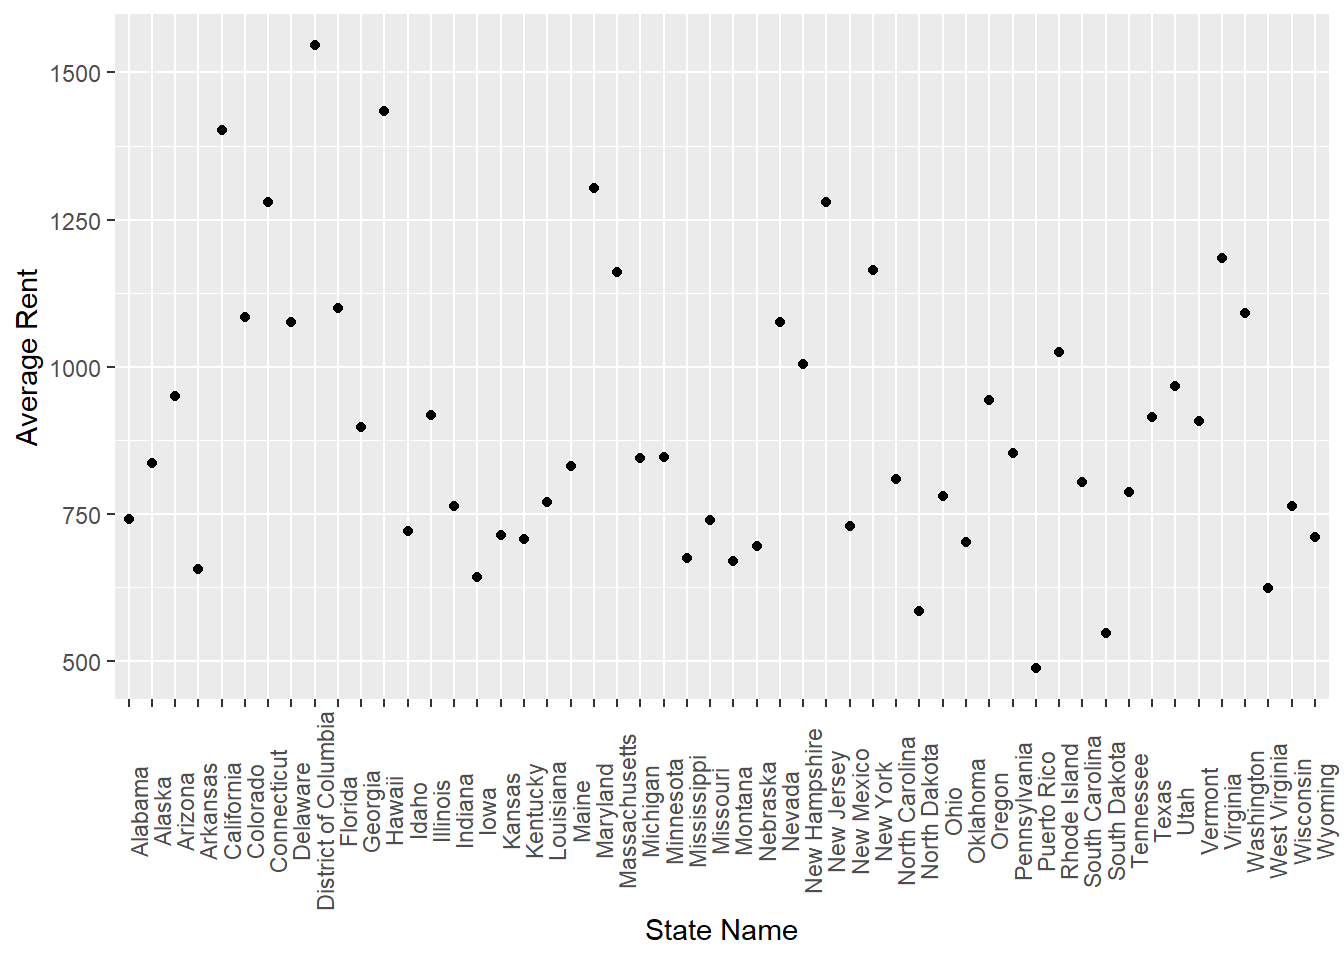 1500
1250
1000
750
500
Average Rent
Alabama
Alaska
Arizona
Arkansas
California
Colorado
Connecticut
Delaware
District of Columbia
Florida
Georgia
Hawaii
Idaho
Illinois
Indiana
Iowa
Kansas
Kentucky
Louisiana
Maine
Maryland
Massachusetts
Michigan
Minnesota
Mississippi
Missouri
Montana
Nebraska
Nevada
New Hampshire
New Jersey
New Mexico
New York
North Carolina
North Dakota
Ohio
Oklahoma
Oregon
Pennsylvania
Puerto Rico
Rhode Island
South Carolina
South Dakota
Tennessee
Texas
Utah
Vermont
Virginia
Washington
West Virginia
Wisconsin
Wyoming
State Name